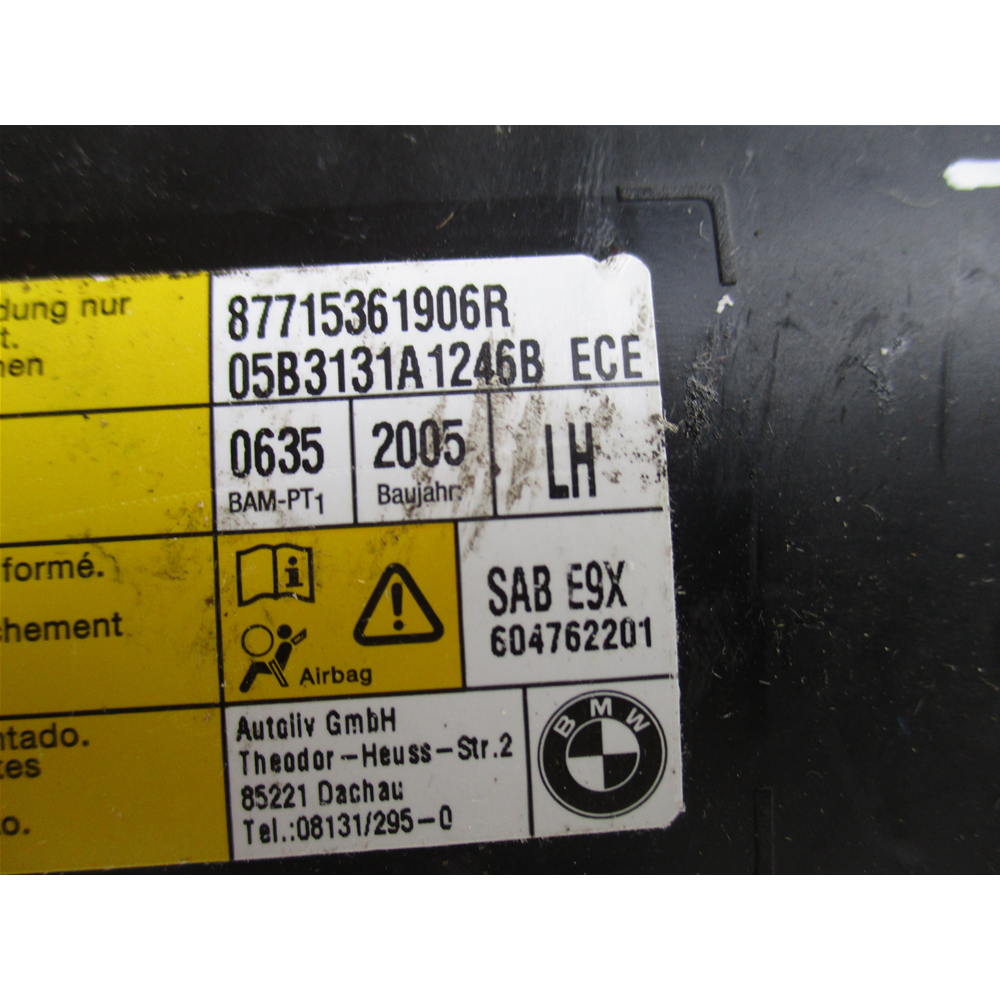 dung nur
t.
nen
87715361906R
05B3131A1246B ECE
0635
BAM-PT1
2005
Baujahr:
LH
formé.
chement
i
Airbag
SAB E9X
604762201
ntado.
tes
o.
Autoliv GmbH
Theodor-Heuss-Str.2
85221 Dachau
Tel.:08131/295-0
BMW